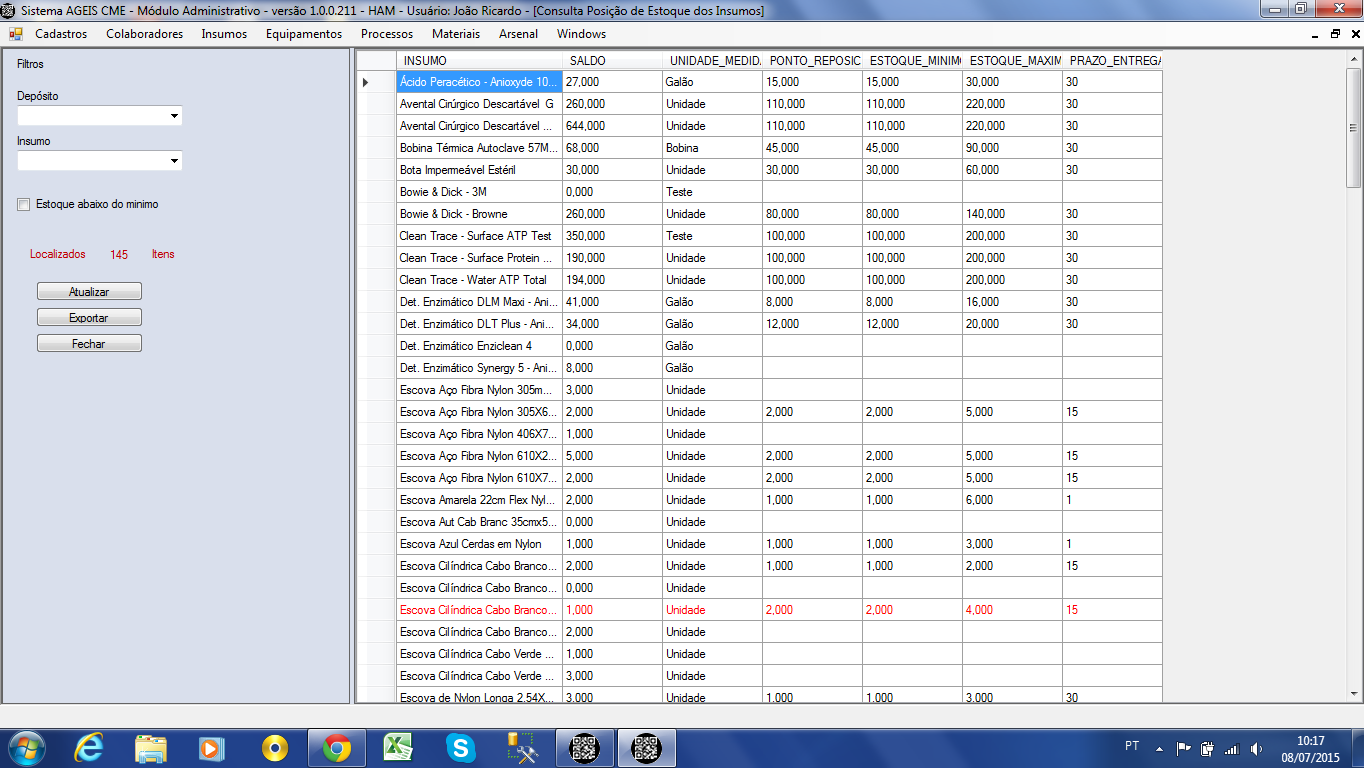 Sistema AGEIS CME - Módulo Administrativo - versão 1.0.0.211 - HAM - Usuário: João Ricardo - [Consulta Posição de Estoque dos Insumos]
Cadastros Colaboradores Insumos Equipamentos Processos Materiais Arsenal Windows
Filtros
Depósito
Insumo
Estoque abaixo do minimo
Localizados 145 Itens
Atualizar
Exportar
Fechar
INSUMO SALDO UNIDADE_MEDID. PONTO_REPOSIC ESTOQUE_MINIMO ESTOQUE_MAXIM PRAZO_ENTREGA
Ácido Peracético - Anioxyde 10... 27,000 Galão 15,000 15,000 30,000 30
Avental Cirúrgico Descartável G 260,000 Unidade 110,000 110,000 220,000 30
Avental Cirúrgico Descartável ... 644,000 Unidade 110,000 110,000 220,000 30
Bobina Térmica Autoclave 57M... 68,000 Bobina 45,000 45,000 90,000 30
Bota Impermeável Estéril 30,000 Unidade 30,000 30,000 60,000 30
Bowie & Dick - 3M 0,000 Teste
Bowie & Dick - Browne 260,000 Unidade 80,000 80,000 140,000 30
Clean Trace - Surface ATP Test 350,000 Teste 100,000 100,000 200,000 30
Clean Trace - Surface Protein ... 190,000 Unidade 100,000 100,000 200,000 30
Clean Trace - Water ATP Total 194,000 Unidade 100,000 100,000 200,000 30
Det. Enzimático DLM Maxi - Ani... 41,000 Galão 8,000 8,000 16,000 30
Det. Enzimático DLT Plus - Ani... 34,000 Galão 12,000 12,000 20,000 30
Det. Enzimático Enziclean 4 0,000 Galão
Det. Enzimático Synergy 5 - Ani... 8,000 Galão
Escova Aço Fibra Nylon 305m... 3,000 Unidade
Escova Aço Fibra Nylon 305X6... 2,000 Unidade 2,000 2,000 5,000 15
Escova Aço Fibra Nylon 406X7... 1,000 Unidade
Escova Aço Fibra Nylon 610X2... 5,000 Unidade 2,000 2,000 5,000 15
Escova Aço Fibra Nylon 610X7... 2,000 Unidade 2,000 2,000 5,000 15
Escova Amarela 22cm Flex Nyl... 2,000 Unidade 1,000 1,000 6,000 1
Escova Aut Cab Branc 35cmx5... 0,000 Unidade
Escova Azul Cerdas em Nylon 1,000 Unidade 1,000 1,000 3,000 1
Escova Cilíndrica Cabo Branco... 2,000 Unidade 1,000 1,000 2,000 15
Escova Cilíndrica Cabo Branco... 0,000 Unidade
Escova Cilíndrica Cabo Branco... 1,000 Unidade 2,000 2,000 4,000 15
Escova Cilíndrica Cabo Branco... 2,000 Unidade
Escova Cilíndrica Cabo Verde ... 1,000 Unidade
Escova Cilíndrica Cabo Verde ... 3,000 Unidade
Escova de Nylon Longa 2.54X... 3,000 Unidade 1,000 1,000 3,000 30
PT 10:17
08/07/2015